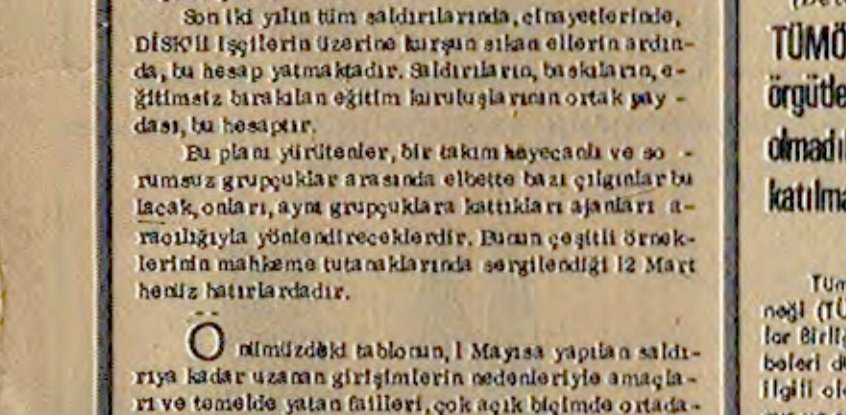 Son iki yılın tüm saldırılarında, cinayetlerinde,
DİSK'li işçilerin üzerine kurşun sıkan ellerin ardın-
da, bu hesap yatmaktadır. Saldırıların, baskıların, e-
ğitimsiz bırakılan eğitim kuruluşlarının ortak pay -
dası, bu hesaptır.
Bu planı yürütenler, bir takım heyecanlı ve so -
rumsuz grupçuklar arasında elbette bazı çılgınlar bu
lacak, onları, aynı grupçuklara kattıkları ajanları a-
racılığıyla yönlendireceklerdir. Bunun çeşitli örnek-
lerinin mahkeme tutanaklarında sergilendiği 12 Mart
henüz hatırlardadır.
Önümüzdeki tablonun, 1 Mayısa yapılan saldı-
rıya kadar uzanan girişimlerin nedenleriyle amaçla-
rı ve temelde yatan failleri, çok açık biçimde ortada-
TÜMÖ
örgütle
olmadı
katılma
Tüm
neği (TÜ
lar Birli
beleri d
ilgili ol